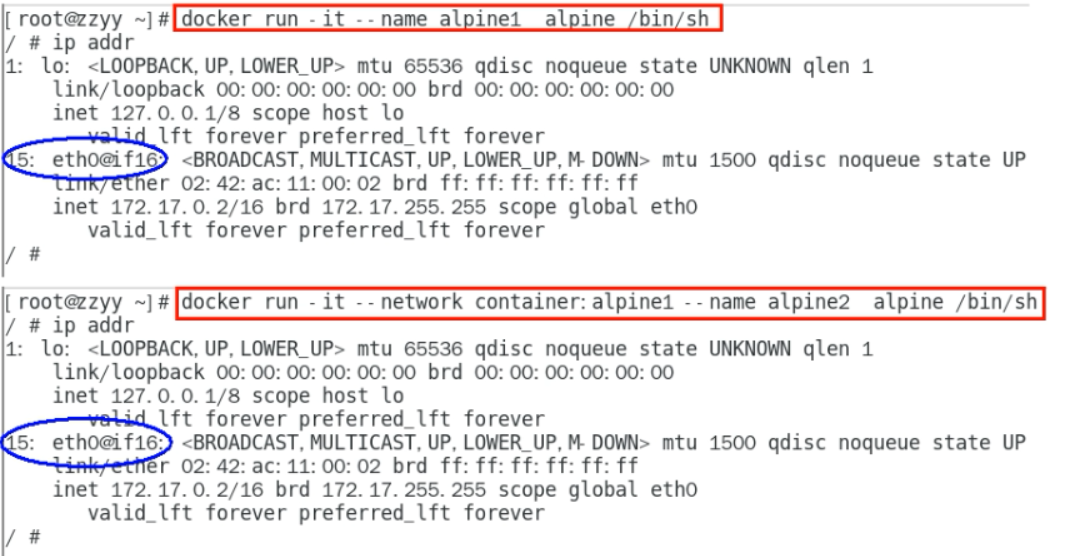 [root@zzyy ~]# docker run -it --name alpine1  alpine /bin/sh
/ # ip addr
1: lo: <LOOPBACK,UP,LOWER_UP> mtu 65536 qdisc noqueue state UNKNOWN qlen 1
    link/loopback 00:00:00:00:00:00 brd 00:00:00:00:00:00
    inet 127.0.0.1/8 scope host lo
       valid_lft forever preferred_lft forever
15: eth0@if16: <BROADCAST,MULTICAST,UP,LOWER_UP,M-DOWN> mtu 1500 qdisc noqueue state UP
    link/ether 02:42:ac:11:00:02 brd ff:ff:ff:ff:ff:ff
    inet 172.17.0.2/16 brd 172.17.255.255 scope global eth0
       valid_lft forever preferred_lft forever
/ #
[root@zzyy ~]# docker run -it --network container:alpine1 --name alpine2  alpine /bin/sh
/ # ip addr
1: lo: <LOOPBACK,UP,LOWER_UP> mtu 65536 qdisc noqueue state UNKNOWN qlen 1
    link/loopback 00:00:00:00:00:00 brd 00:00:00:00:00:00
    inet 127.0.0.1/8 scope host lo
       valid_lft forever preferred_lft forever
15: eth0@if16: <BROADCAST,MULTICAST,UP,LOWER_UP,M-DOWN> mtu 1500 qdisc noqueue state UP
    link/ether 02:42:ac:11:00:02 brd ff:ff:ff:ff:ff:ff
    inet 172.17.0.2/16 brd 172.17.255.255 scope global eth0
       valid_lft forever preferred_lft forever
/ #